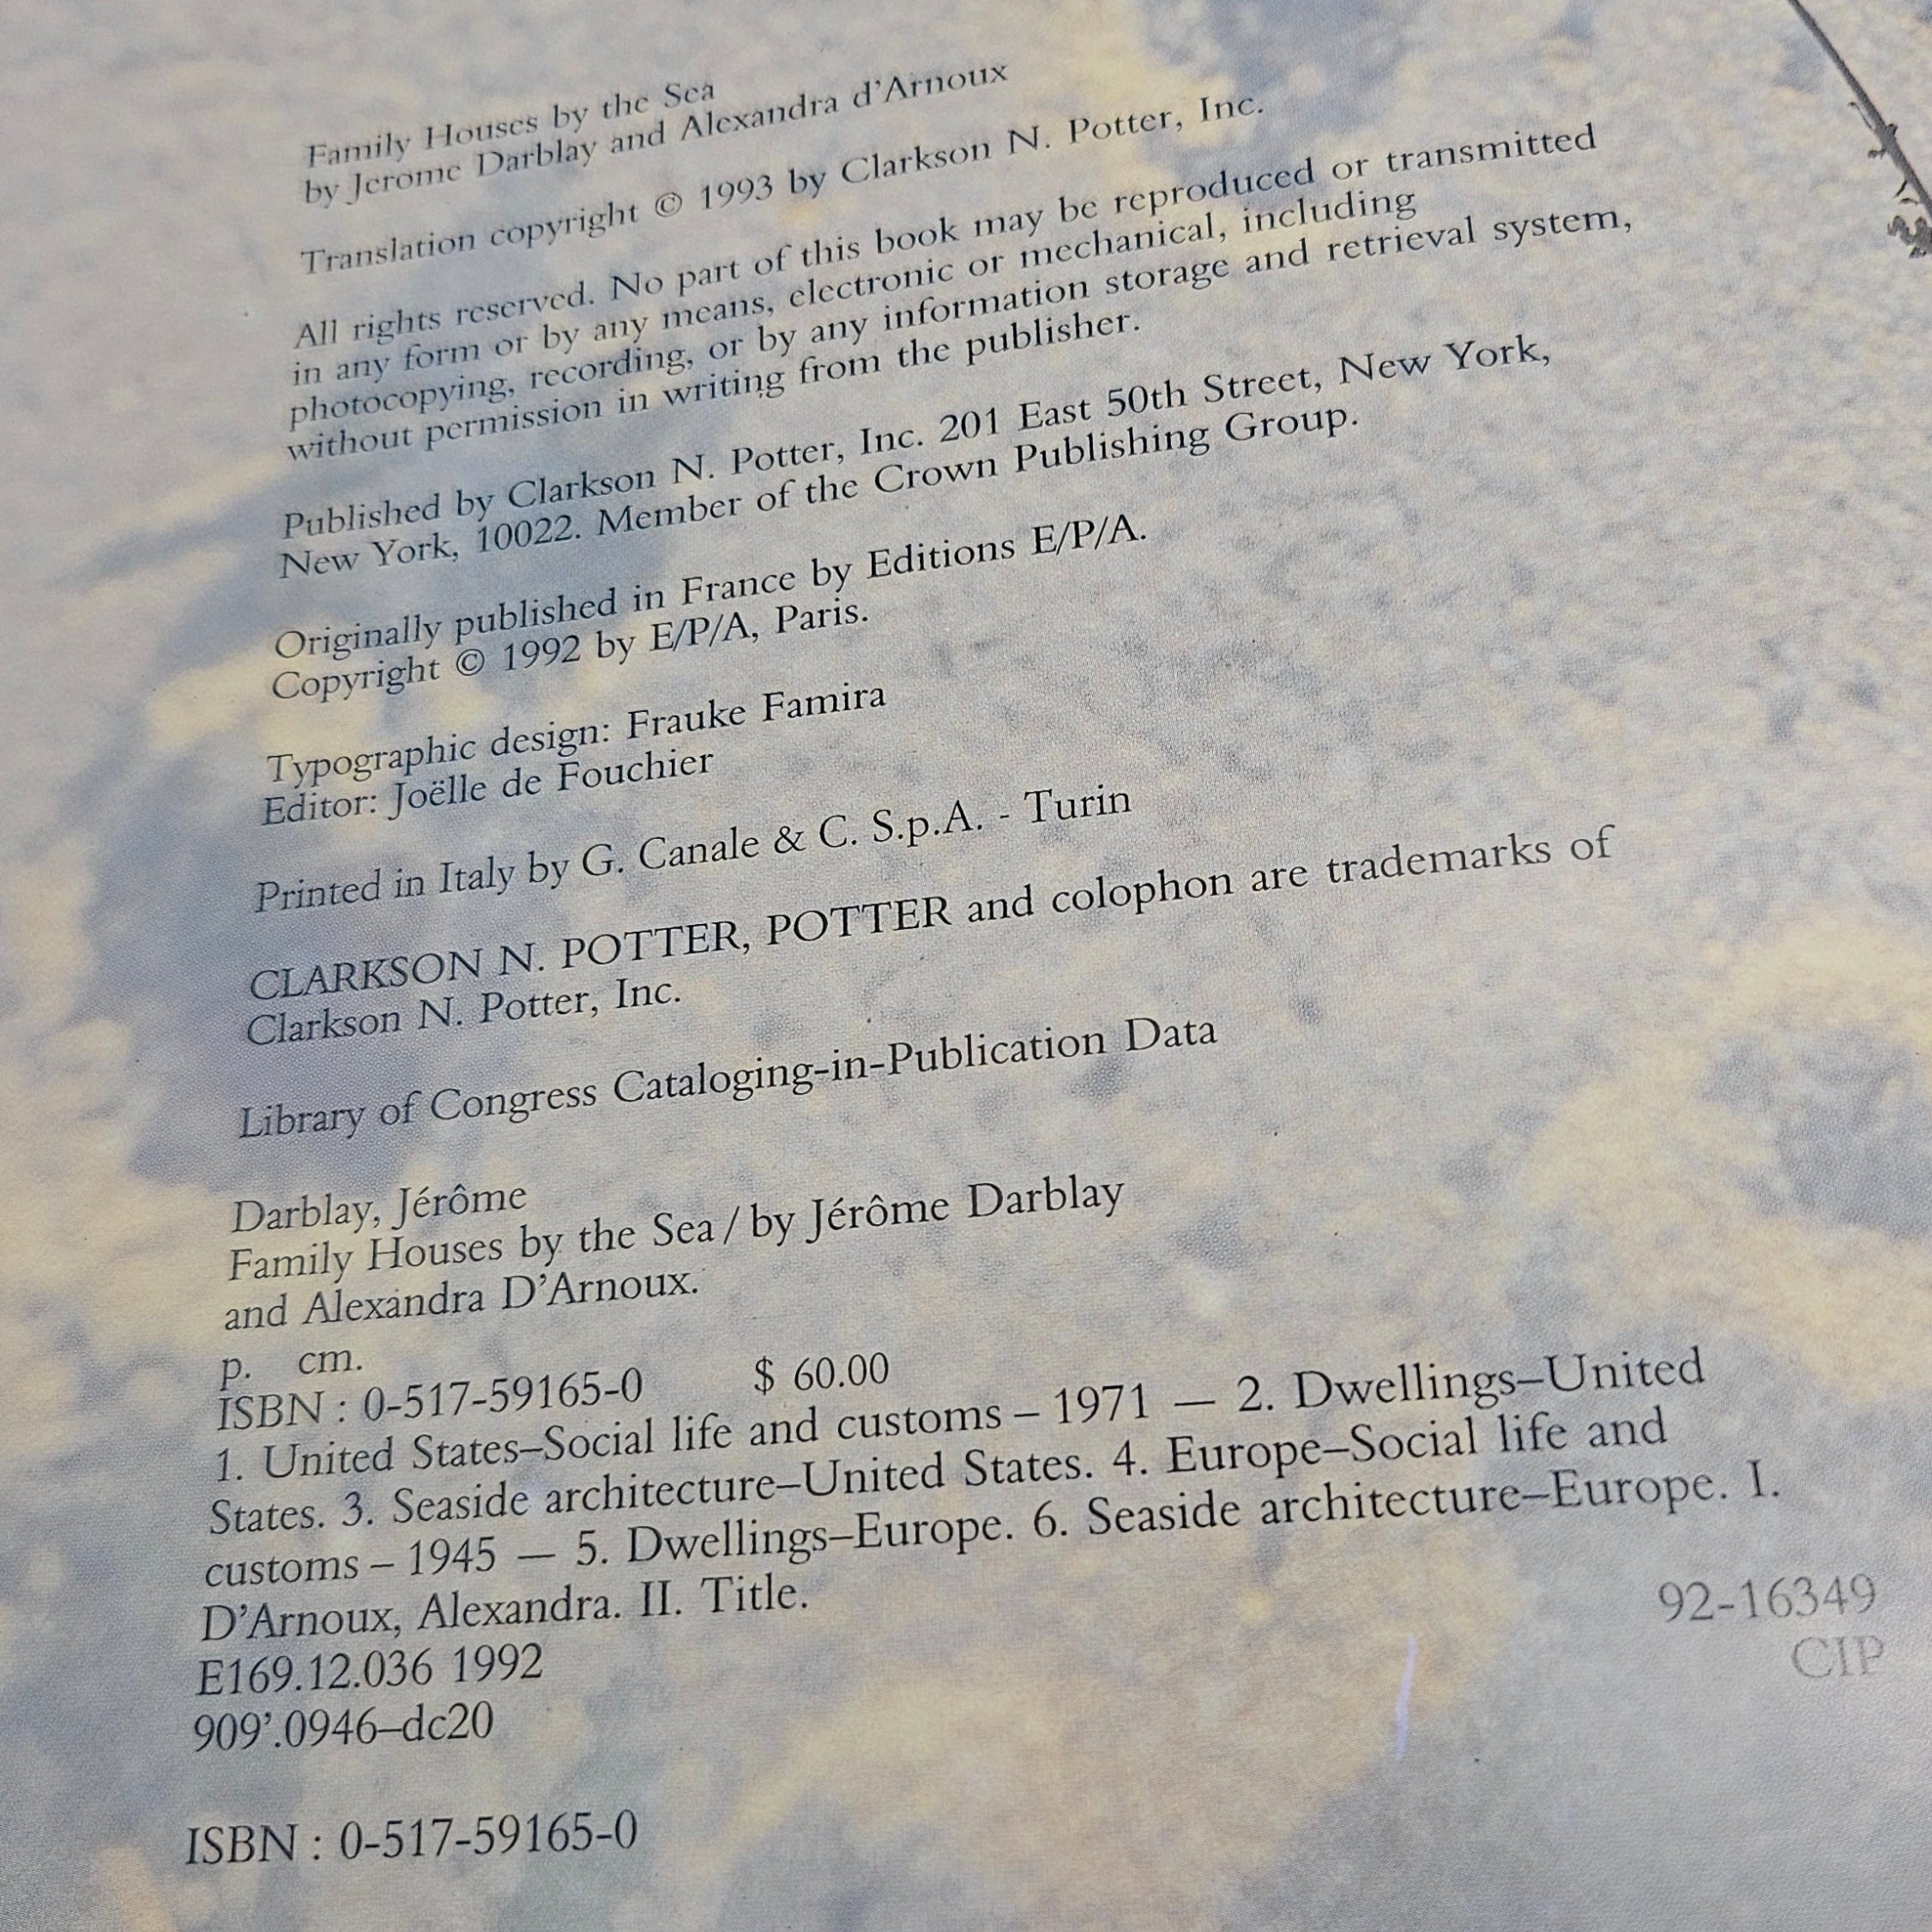 Family Houses by the Sea
by Jerome Darblay and Alexandra d'Arnoux
Translation copyright © 1993 by Clarkson N. Potter, Inc.
All rights reserved. No part of this book may be reproduced or transmitted
in any form or by any means, electronic or mechanical, including
photocopying, recording, or by any information storage and retrieval system,
without permission in writing from the publisher.
Published by Clarkson N. Potter, Inc. 201 East 50th Street, New York,
New York, 10022. Member of the Crown Publishing Group.
Originally published in France by Editions E/P/A.
Copyright © 1992 by E/P/A, Paris.
Typographic design: Frauke Famira
Editor: Joëlle de Fouchier
Printed in Italy by G. Canale & C. S.p.A. - Turin
CLARKSON N. POTTER, POTTER and colophon are trademarks of
Clarkson N. Potter, Inc.
Library of Congress Cataloging-in-Publication Data
Darblay, Jérôme
Family Houses by the Sea / by Jérôme Darblay
and Alexandra D'Arnoux.
p. cm.
ISBN : 0-517-59165-0 $ 60.00
1. United States–Social life and customs – 1971 — 2. Dwellings–United
States. 3. Seaside architecture–United States. 4. Europe–Social life and
customs – 1945 — 5. Dwellings–Europe. 6. Seaside architecture–Europe. I.
D'Arnoux, Alexandra. II. Title.
E169.12.036 1992
909'.0946–dc20
92-16349
CIP
ISBN : 0-517-59165-0